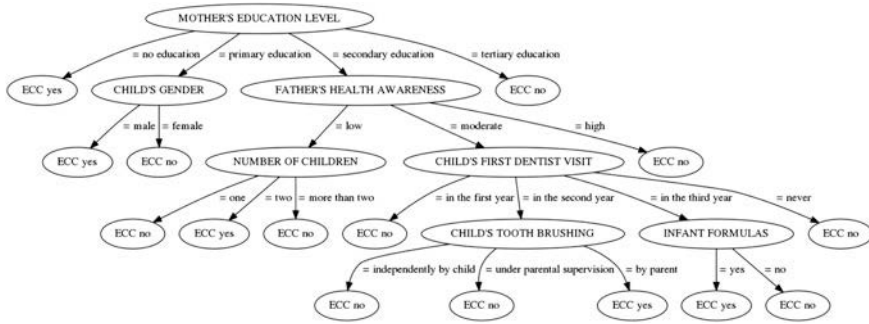 MOTHER'S EDUCATION LEVEL
= no education = primary education = secondary education = tertiary education
ECC yes CHILD'S GENDER FATHER'S HEALTH AWARENESS ECC no
= male = female = low = moderate = high
ECC yes ECC no NUMBER OF CHILDREN CHILD'S FIRST DENTIST VISIT ECC no
= one = two = more than two = in the first year = in the second year = in the third year = never
ECC no ECC yes ECC no ECC no CHILD'S TOOTH BRUSHING INFANT FORMULAS ECC no
= independently by child = under parental supervision = by parent = yes = no
ECC no ECC no ECC yes ECC yes ECC no